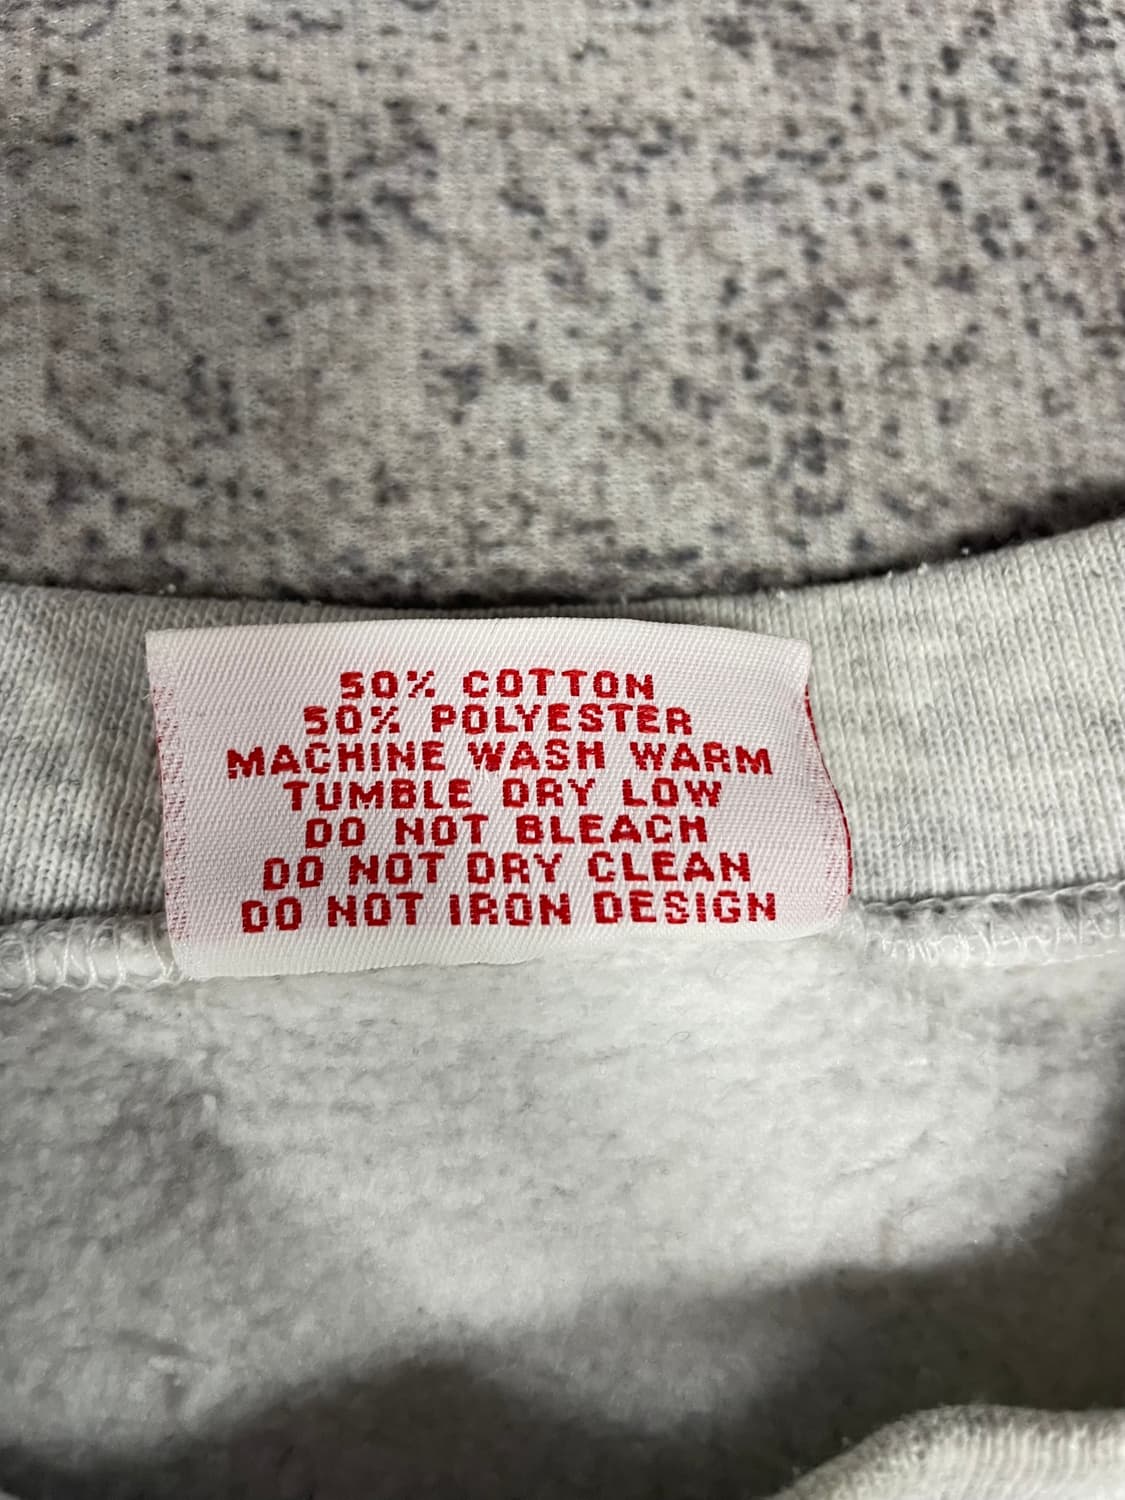 50% COTTON
50% POLYESTER
MACHINE WASH WARM
TUMBLE DRY LOW
DO NOT BLEACH
DO NOT DRY CLEAN
DO NOT IRON DESIGN